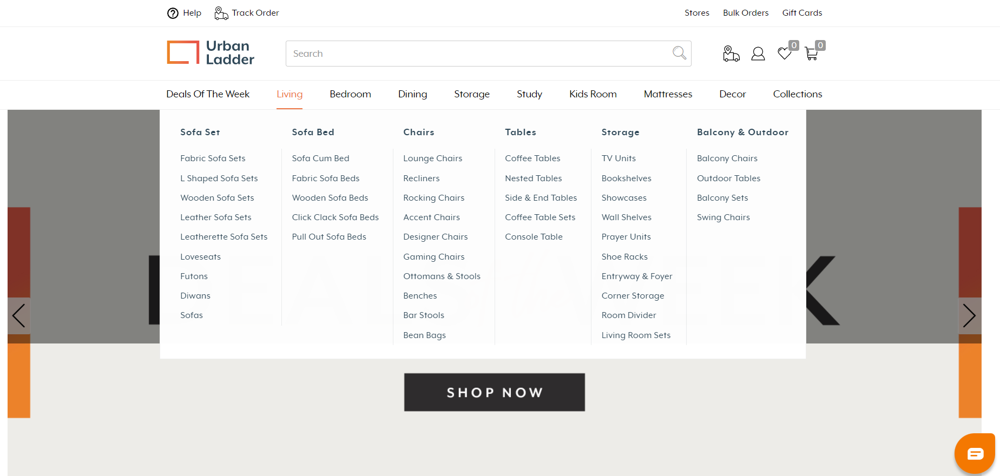 Help
Track Order
Stores
Bulk Orders
Gift Cards
Urban
Ladder
Search
0
0
Deals Of The Week
Living
Bedroom
Dining
Storage
Study
Kids Room
Mattresses
Decor
Collections
Sofa Set
Fabric Sofa Sets
L Shaped Sofa Sets
Wooden Sofa Sets
Leather Sofa Sets
Leatherette Sofa Sets
Loveseats
Futons
Diwans
Sofas
Sofa Bed
Sofa Cum Bed
Fabric Sofa Beds
Wooden Sofa Beds
Click Clack Sofa Beds
Pull Out Sofa Beds
Chairs
Lounge Chairs
Recliners
Rocking Chairs
Accent Chairs
Designer Chairs
Gaming Chairs
Ottomans & Stools
Benches
Bar Stools
Bean Bags
Tables
Coffee Tables
Nested Tables
Side & End Tables
Coffee Table Sets
Console Table
Storage
TV Units
Bookshelves
Showcases
Wall Shelves
Prayer Units
Shoe Racks
Entryway & Foyer
Corner Storage
Room Divider
Living Room Sets
Balcony & Outdoor
Balcony Chairs
Outdoor Tables
Balcony Sets
Swing Chairs
SHOP NOW